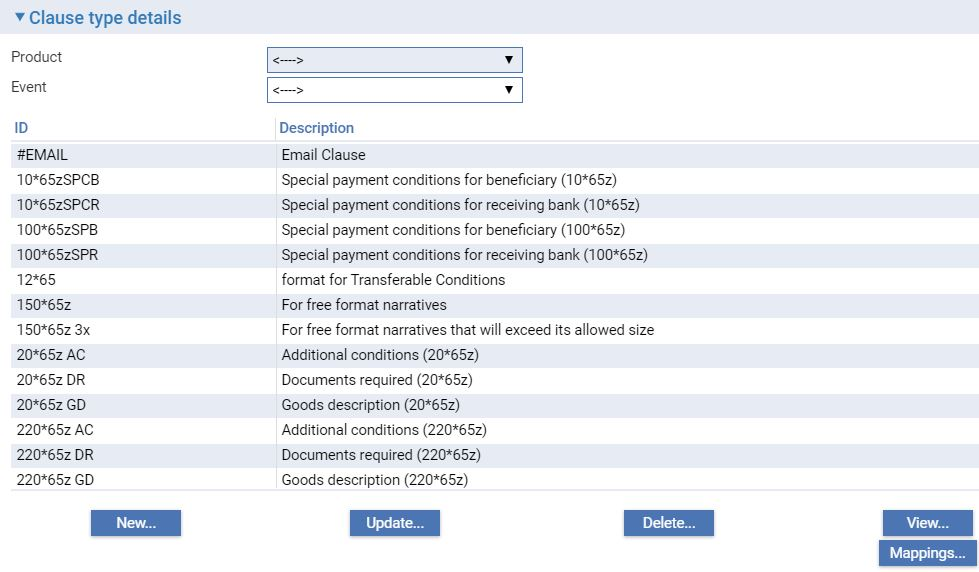 Clause type details
Product <---->
Event <---->
ID Description
#EMAIL Email Clause
10*65zSPCB Special payment conditions for beneficiary (10*65z)
10*65zSPCR Special payment conditions for receiving bank (10*65z)
100*65zSPB Special payment conditions for beneficiary (100*65z)
100*65zSPR Special payment conditions for receiving bank (100*65z)
12*65 format for Transferable Conditions
150*65z For free format narratives
150*65z 3x For free format narratives that will exceed its allowed size
20*65z AC Additional conditions (20*65z)
20*65z DR Documents required (20*65z)
20*65z GD Goods description (20*65z)
220*65z AC Additional conditions (220*65z)
220*65z DR Documents required (220*65z)
220*65z GD Goods description (220*65z)
New... Update... Delete... View...
Mappings...